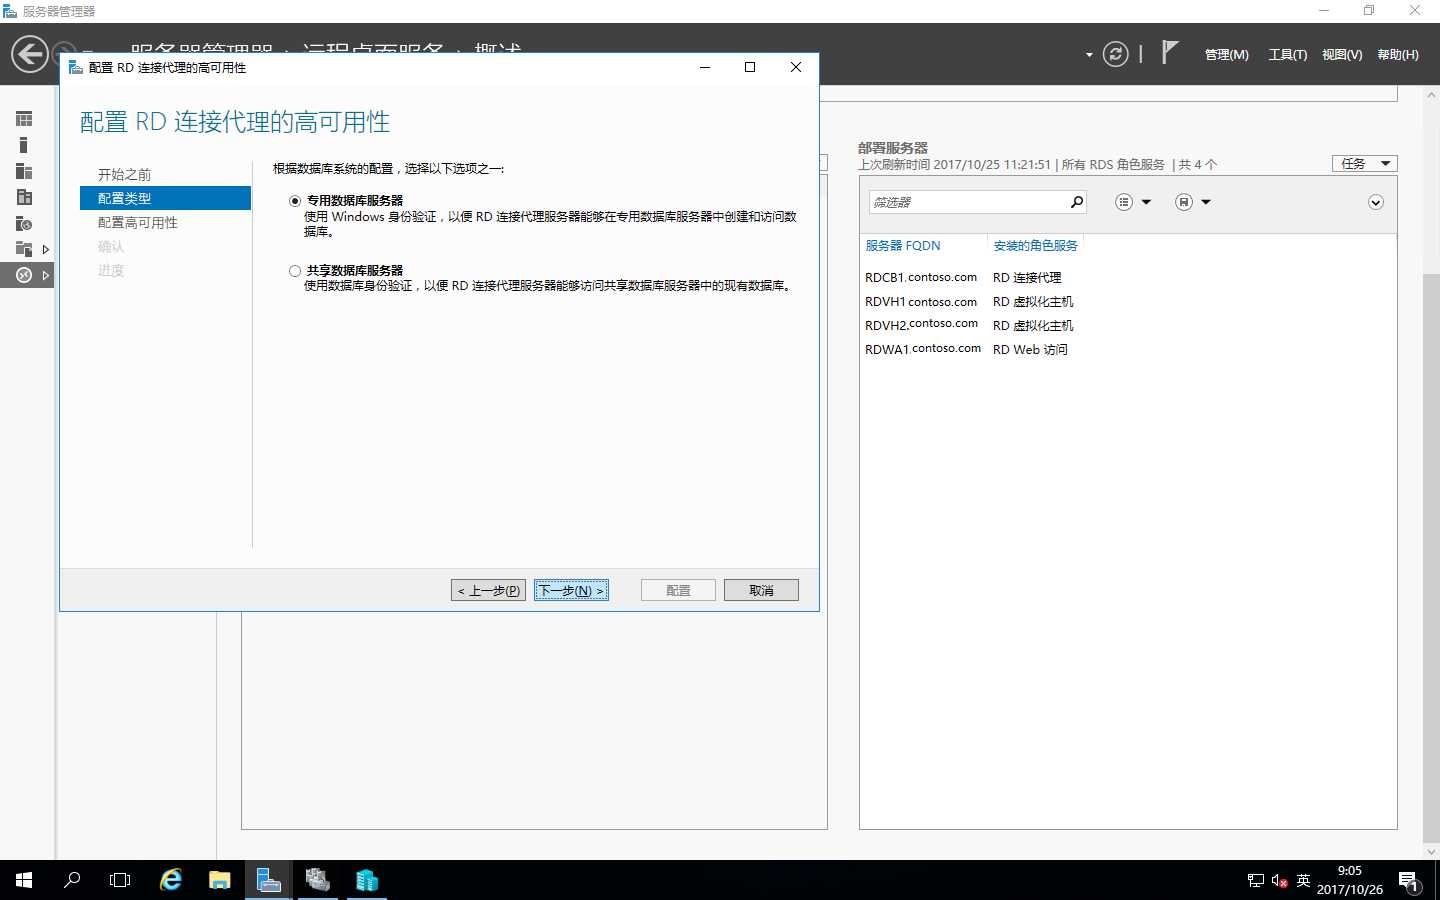 服务器管理器
服务器管理器 · 远程桌面服务 · 概述
管理(M) 工具(T) 视图(V) 帮助(H)
配置 RD 连接代理的高可用性
配置 RD 连接代理的高可用性
开始之前
配置类型
配置高可用性
确认
进度
根据数据库系统的配置，选择以下选项之一:
专用数据库服务器
使用 Windows 身份验证，以便 RD 连接代理服务器能够在专用数据库服务器中创建和访问数
据库。
共享数据库服务器
使用数据库身份验证，以便 RD 连接代理服务器能够访问共享数据库服务器中的现有数据库。
< 上一步(P) 下一步(N) > 配置 取消
部署服务器
上次刷新时间 2017/10/25 11:21:51 | 所有 RDS 角色服务 | 共 4 个
任务
筛选器
服务器 FQDN 安装的角色服务
RDCB1.contoso.com RD 连接代理
RDVH1 contoso.com RD 虚拟化主机
RDVH2.contoso.com RD 虚拟化主机
RDWA1.contoso.com RD Web 访问
英
9:05
2017/10/26
1